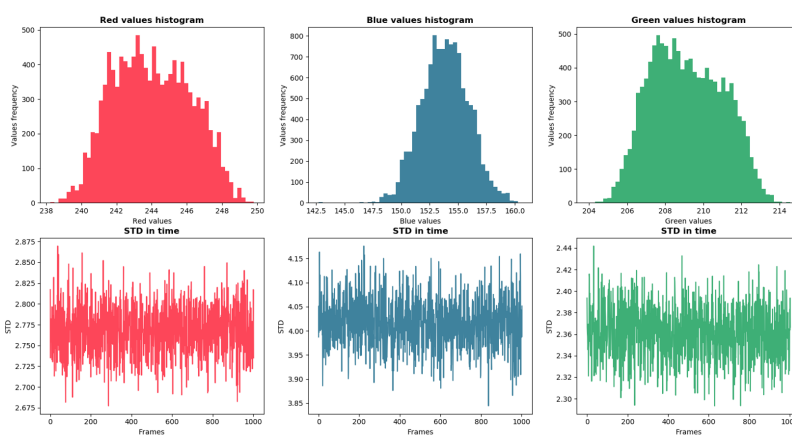 Red values histogram
Values frequency
500
400
300
200
100
0
238 240 242 244 246 248 250
Red values
Blue values histogram
Values frequency
800
700
600
500
400
300
200
100
0
142.5 145.0 147.5 150.0 152.5 155.0 157.5 160.0
Blue values
Green values histogram
Values frequency
500
400
300
200
100
0
204 206 208 210 212 214
Green values
STD in time
STD
2.875
2.850
2.825
2.800
2.775
2.750
2.725
2.700
2.675
0 200 400 600 800 1000
Frames
STD in time
STD
4.15
4.10
4.05
4.00
3.95
3.90
3.85
0 200 400 600 800 1000
Frames
STD in time
STD
2.44
2.42
2.40
2.38
2.36
2.34
2.32
2.30
0 200 400 600 800 1000
Frames